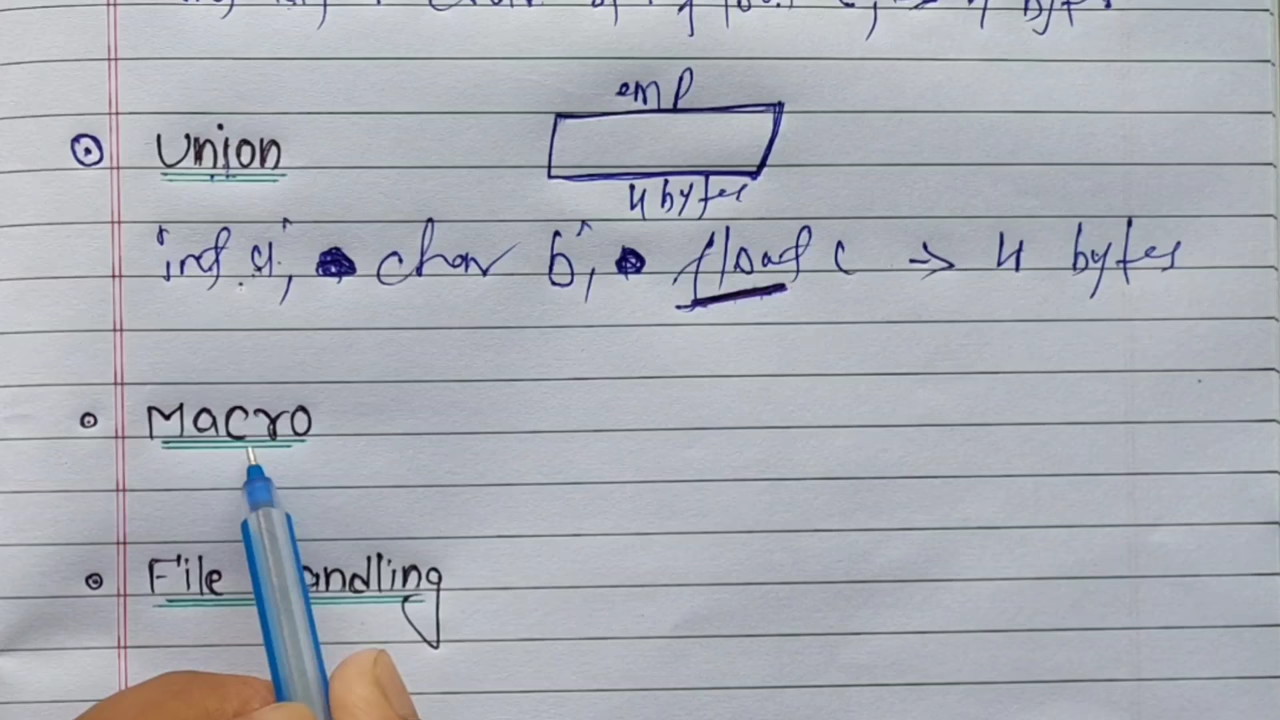 emp
Union
4 bytes
int a; char b; float c → 4 bytes
Macro
File Handling